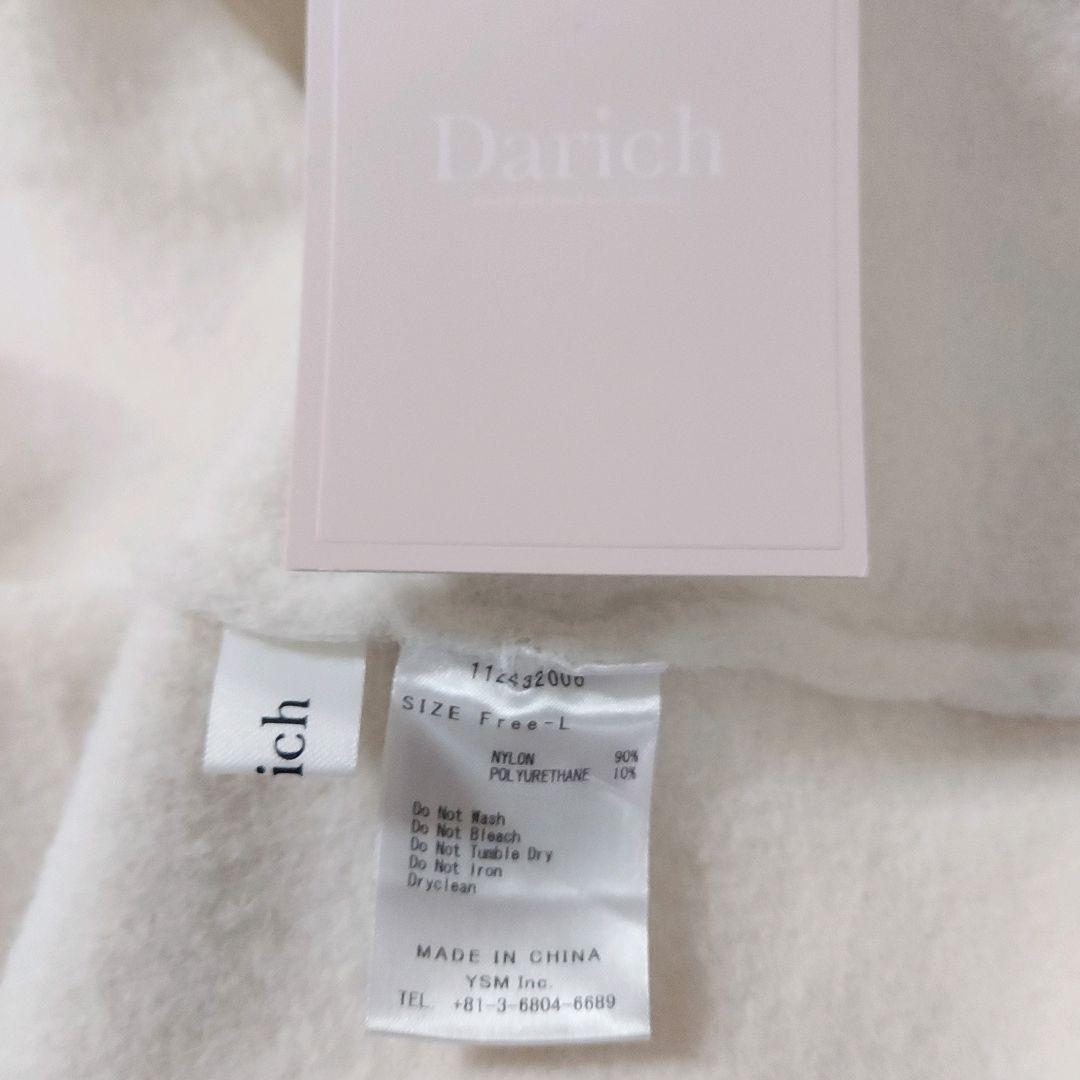 Darich
ich
SIZE Free-L
NYLON 90%
POLYURETHANE 10%
Do Not Wash
Do Not Bleach
Do Not Tumble Dry
Do Not Iron
Dryclean
MADE IN CHINA
YSM Inc.
TEL. +81-3-6804-6689